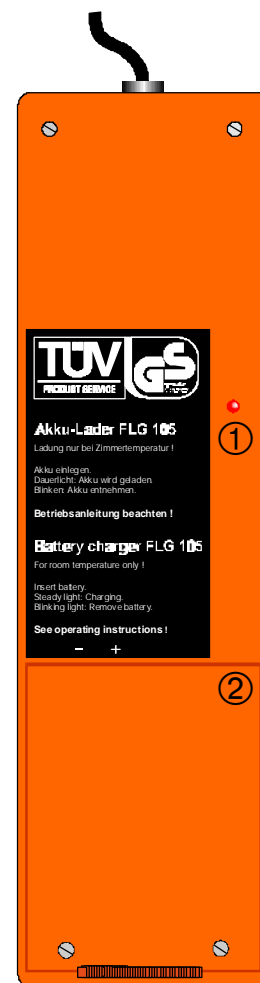 TÜV
PRODUCT SERVICE
GS
Akku-Lader FLG 105
Ladung nur bei Zimmertemperatur !
Akku einlegen.
Dauerlicht: Akku wird geladen.
Blinken: Akku entnehmen.
Betriebsanleitung beachten !
Battery charger FLG 105
For room temperature only !
Insert battery.
Steady light: Charging.
Blinking light: Remove battery.
See operating instructions !
− +
①
②